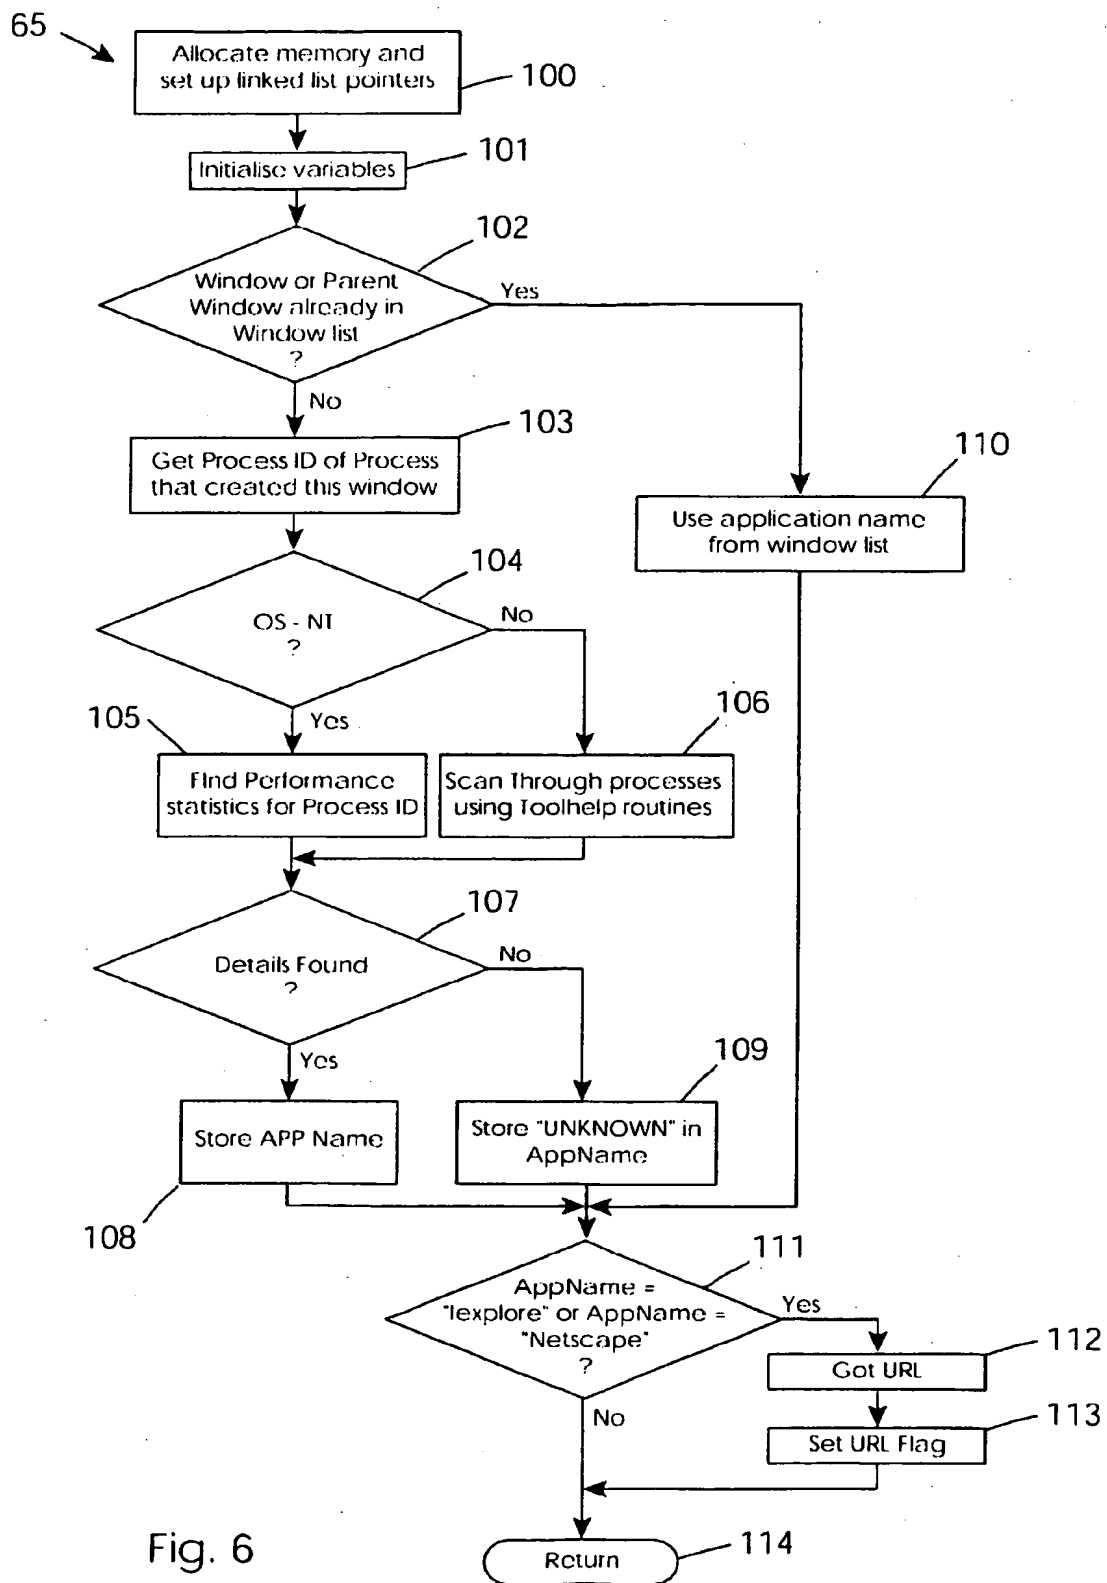 65
Allocate memory and
set up linked list pointers
100
Initialise variables
101
102
Window or Parent
Window already in
Window list
?
Yes
No
103
Get Process ID of Process
that created this window
110
Use application name
from window list
104
OS - NT
?
No
Yes
105
Find Performance
statistics for Process ID
106
Scan Through processes
using Toolhelp routines
107
Details Found
?
No
Yes
109
Store APP Name
Store "UNKNOWN" in
AppName
108
111
AppName =
"Iexplore" or AppName =
"Netscape"
?
Yes
112
Got URL
No
113
Set URL Flag
Fig. 6
Return
114